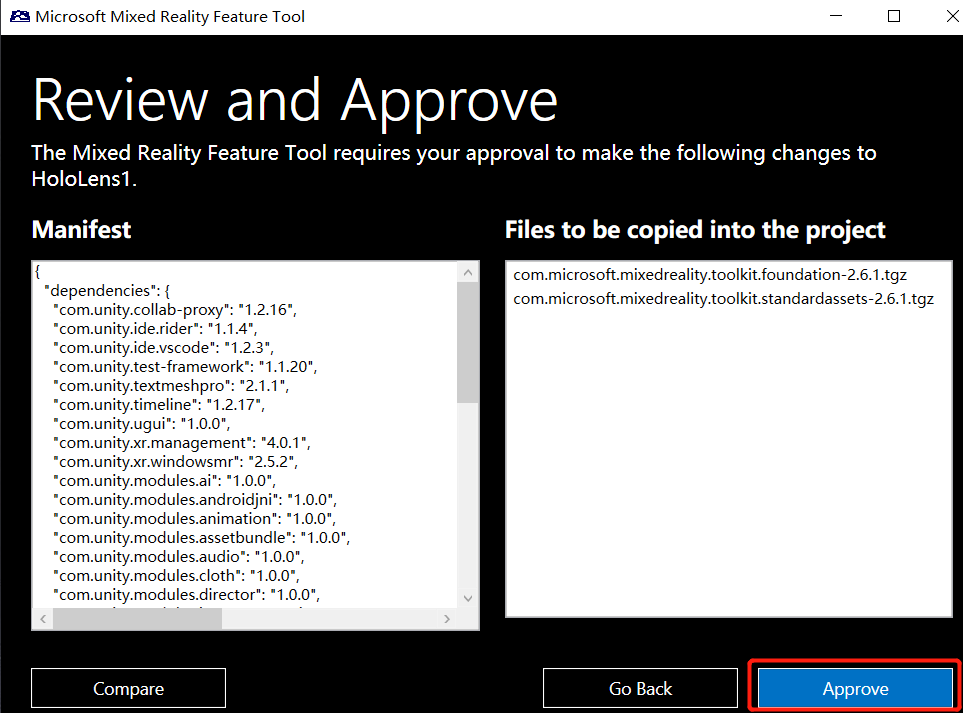 Microsoft Mixed Reality Feature Tool
Review and Approve
The Mixed Reality Feature Tool requires your approval to make the following changes to
HoloLens1.
Manifest
{
"dependencies": {
"com.unity.collab-proxy": "1.2.16",
"com.unity.ide.rider": "1.1.4",
"com.unity.ide.vscode": "1.2.3",
"com.unity.test-framework": "1.1.20",
"com.unity.textmeshpro": "2.1.1",
"com.unity.timeline": "1.2.17",
"com.unity.ugui": "1.0.0",
"com.unity.xr.management": "4.0.1",
"com.unity.xr.windowsmr": "2.5.2",
"com.unity.modules.ai": "1.0.0",
"com.unity.modules.androidjni": "1.0.0",
"com.unity.modules.animation": "1.0.0",
"com.unity.modules.assetbundle": "1.0.0",
"com.unity.modules.audio": "1.0.0",
"com.unity.modules.cloth": "1.0.0",
"com.unity.modules.director": "1.0.0",
Files to be copied into the project
com.microsoft.mixedreality.toolkit.foundation-2.6.1.tgz
com.microsoft.mixedreality.toolkit.standardassets-2.6.1.tgz
Compare
Go Back
Approve